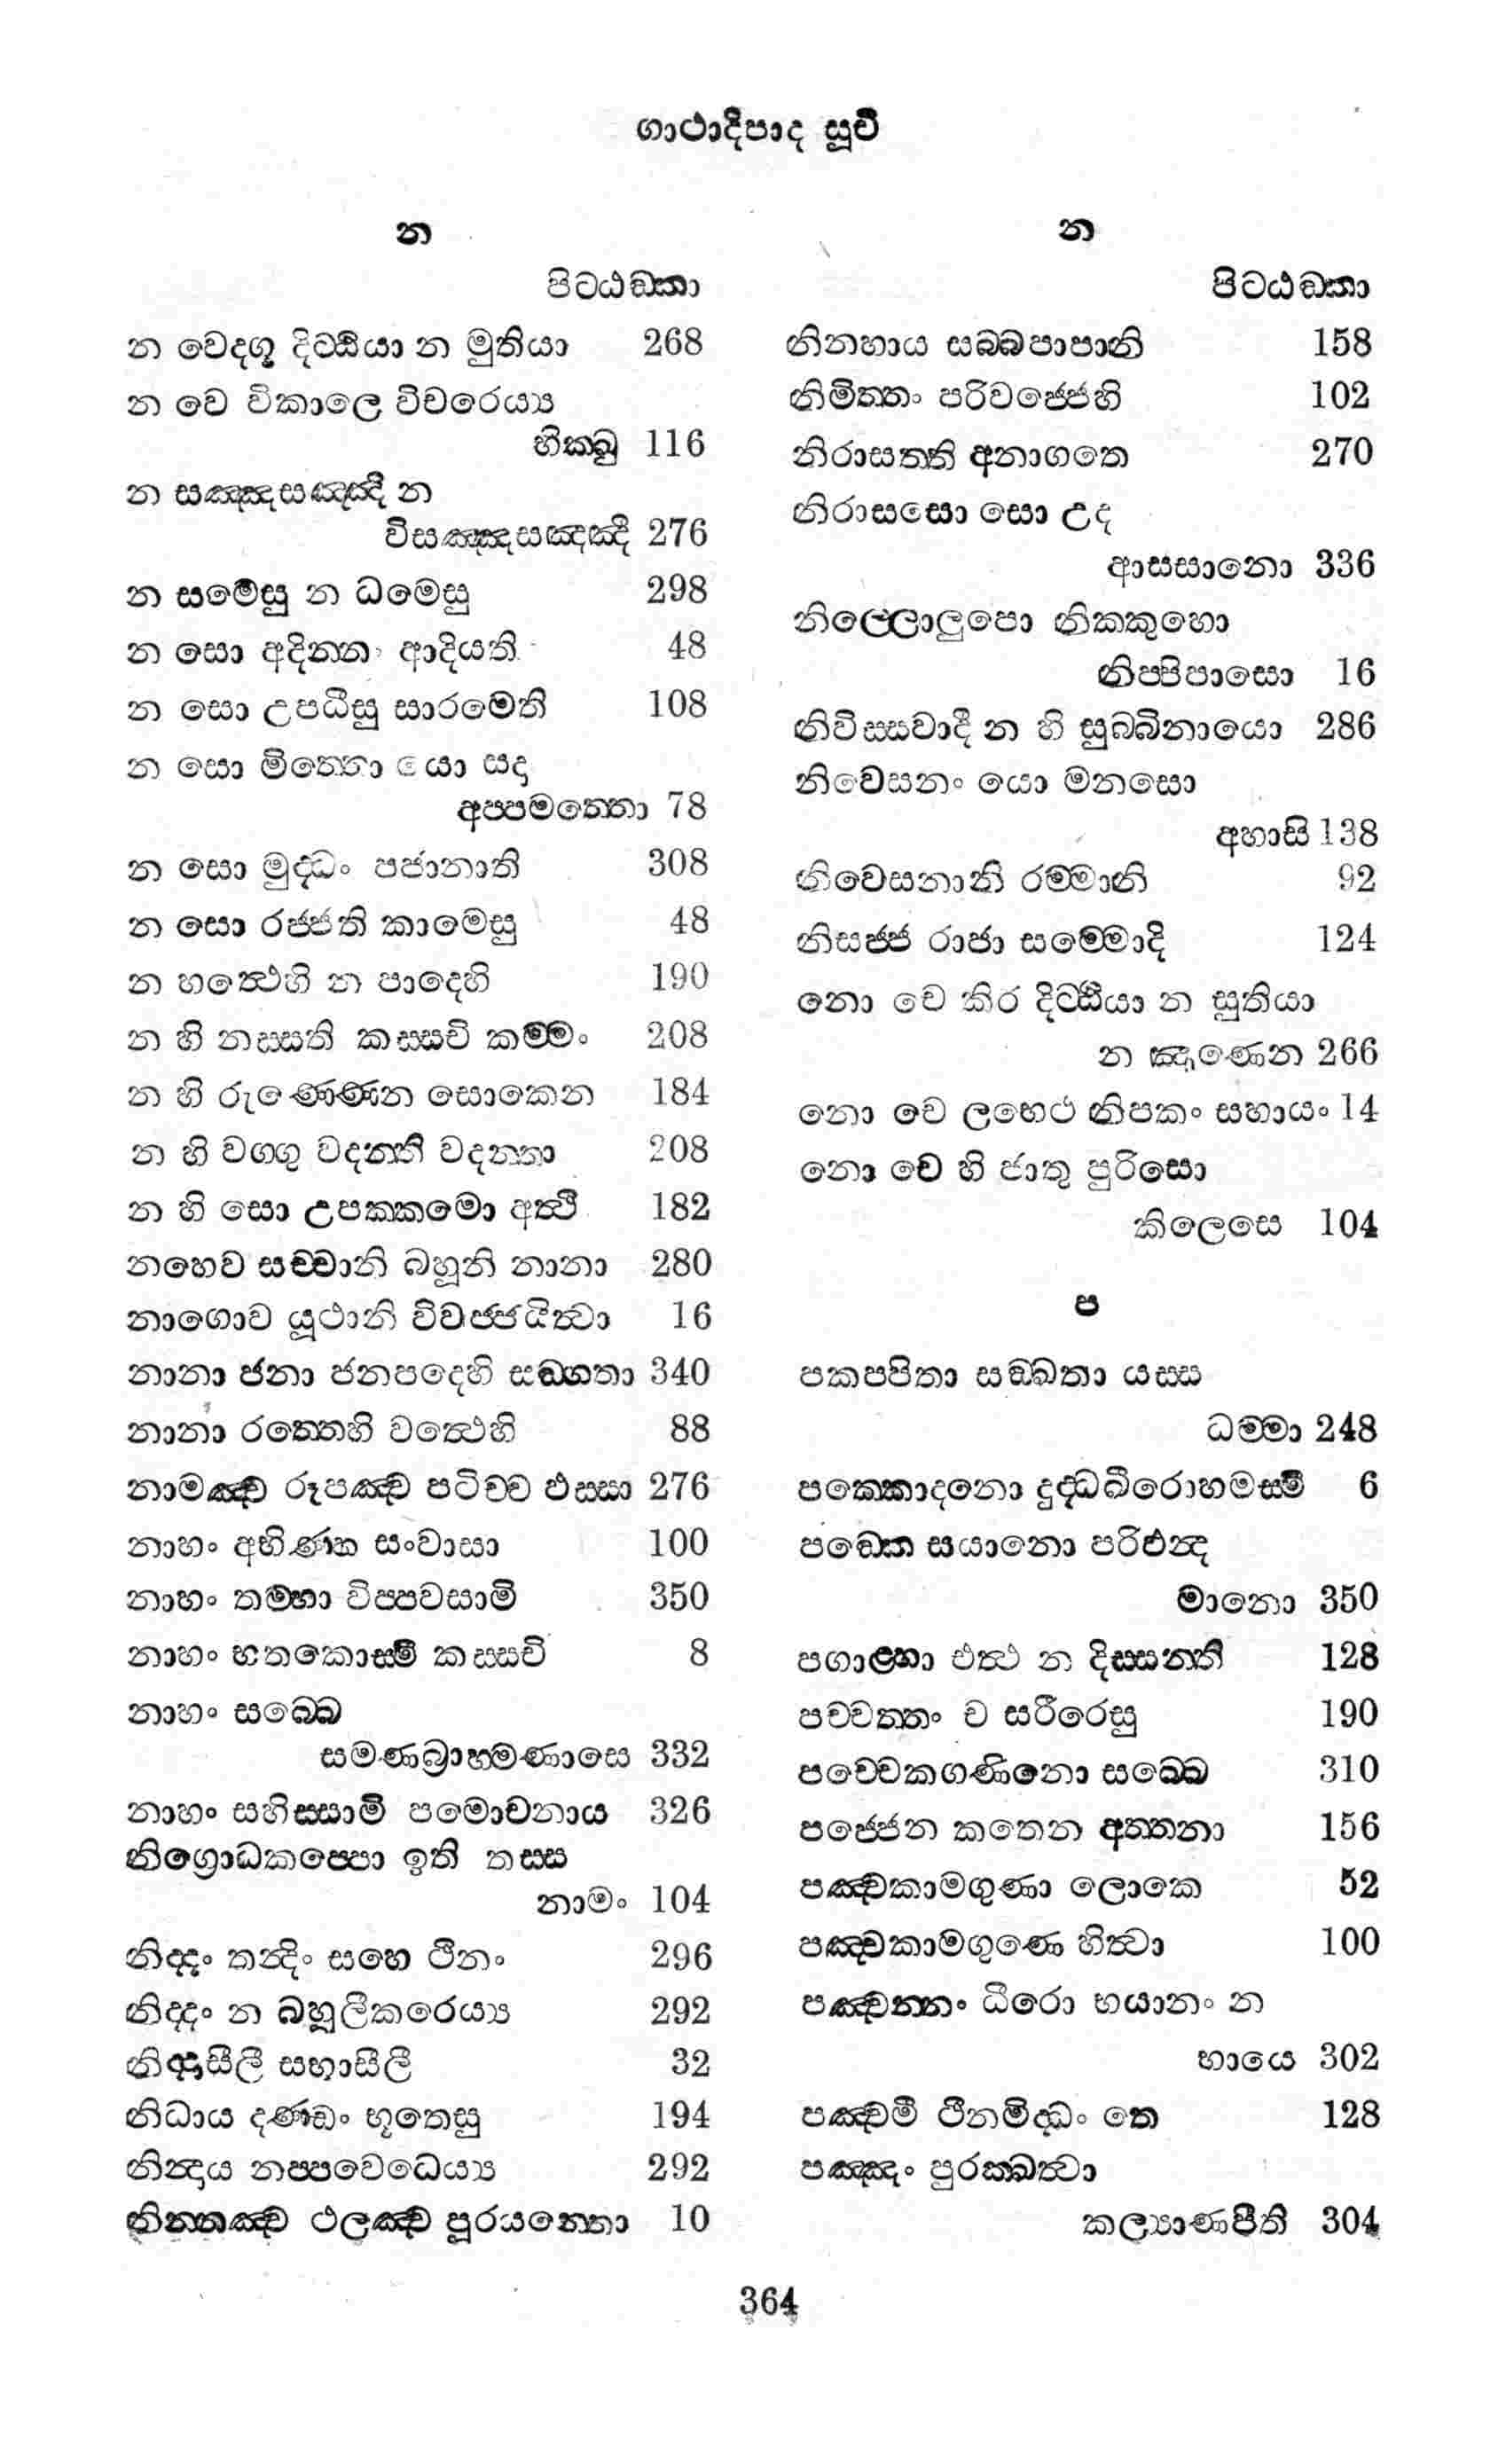 ගාථාදීපාද සූචී
න
පිටඨඞකා
න වෙදගූ දිට්ඨියා න මුතියා 268
න වෙ විකාලෙ විචරෙය්‍ය
භික්ඛු 116
න සඤ්ඤසඤ්ඤී න
විසඤ්ඤසඤ්ඤී 276
න සමෙසු න ධමෙසු 298
න සො අදින්නං ආදියති 48
න සො උපධීසු සාරමෙති 108
න සො මිත්තො යො සදා
අප්පමත්තො 78
න සො මුද්ධං පජානාති 308
න සො රජ්ජති කාමෙසු 48
න හත්ථෙහි න පාදෙහි 190
න හි නස්සති කස්සචි කම්මං 208
න හි රුණ්ණෙන සොකෙන 184
න හි වග්ගු වදන්ති වදන්තා 208
න හි සො උපක්කමො අත්ථි 182
නහෙව සච්චානි බහූනි නානා 280
නාගොව යූථානි විවජ්ජයිත්වා 16
නානා ජනා ජනපදෙහි සඞ්ගතා 340
නානා රත්තෙහි වත්ථෙහි 88
නාමඤ්ච රූපඤ්ච පටිච්ච ඵස්සා 276
නාහං අභිණ්හ සංවාසා 100
නාහං තම්හා විප්පවසාමි 350
නාහං භතකොස්මි කස්සචි 8
නාහං සබ්බෙ
සමණබ්‍රාහ්මණාසෙ 332
නාහං සහිස්සාමි පමොචනාය 326
නිග්‍රොධකප්පො ඉති තස්ස
නාමං 104
නිද්දං තන්දිං සහෙ ථීනං 296
නිද්දං න බහුලීකරෙය්‍ය 292
නිද්දාසීලී සභාසීලී 32
නිධාය දණ්ඩං භූතෙසු 194
නින්දාය නප්පවෙධෙය්‍ය 292
නින්නඤ්ච ථලඤ්ච පූරයන්තො 10
න
පිටඨඞකා
නිනහාය සබ්බපාපානි 158
නිමිත්තං පරිවජ්ජෙහි 102
නිරාසත්ති අනාගතෙ 270
නිරාසසො සො උද
ආසසානො 336
නිල්ලොලුපො නික්කුහො
නිප්පිපාසො 16
නිවිස්සවාදී න හි සුබ්බිනායො 286
නිවෙසනං යො මනසො
අහාසි 138
නිවෙසනානි රම්මානි 92
නිසජ්ජ රාජා සම්මොදි 124
නො චෙ කිර දිට්ඨියා න සුතියා
න ඤාණෙන 266
නො චෙ ලභෙථ නිපකං සහායං 14
නො චෙ හි ජාතු පුරිසො
කිලෙසෙ 104
ප
පකප්පිතා සඞ්ඛතා යස්ස
ධම්මා 248
පක්කොදනො දුද්ධඛීරොහමස්මි 6
පඞ්කෙ සයානො පරිඵන්ද
මානො 350
පගාළ්හා එත්ථ න දිස්සන්ති 128
පච්චත්තං ච සරීරෙසු 190
පච්චෙකගණිනො සබ්බෙ 310
පජ්ජෙන කතෙන අත්තනා 156
පඤ්චකාමගුණා ලොකෙ 52
පඤ්චකාමගුණෙ හිත්වා 100
පඤ්චන්නං ධීරො භයානං න
භායෙ 302
පඤ්චමී ථීනමිද්ධං තෙ 128
පඤ්ඤං පුරක්ඛත්වා
කල්‍යාණපීති 304
364